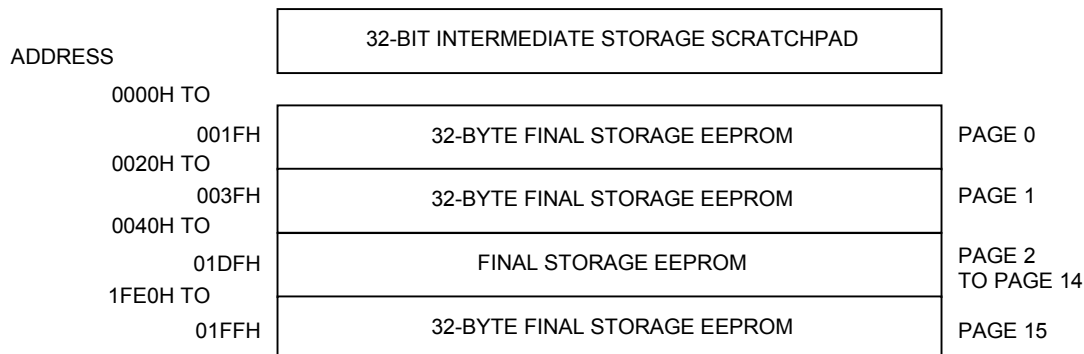 32-BIT INTERMEDIATE STORAGE SCRATCHPAD
ADDRESS
0000H TO
001FH 32-BYTE FINAL STORAGE EEPROM PAGE 0
0020H TO
003FH 32-BYTE FINAL STORAGE EEPROM PAGE 1
0040H TO
01DFH FINAL STORAGE EEPROM PAGE 2
TO PAGE 14
1FE0H TO
01FFH 32-BYTE FINAL STORAGE EEPROM PAGE 15